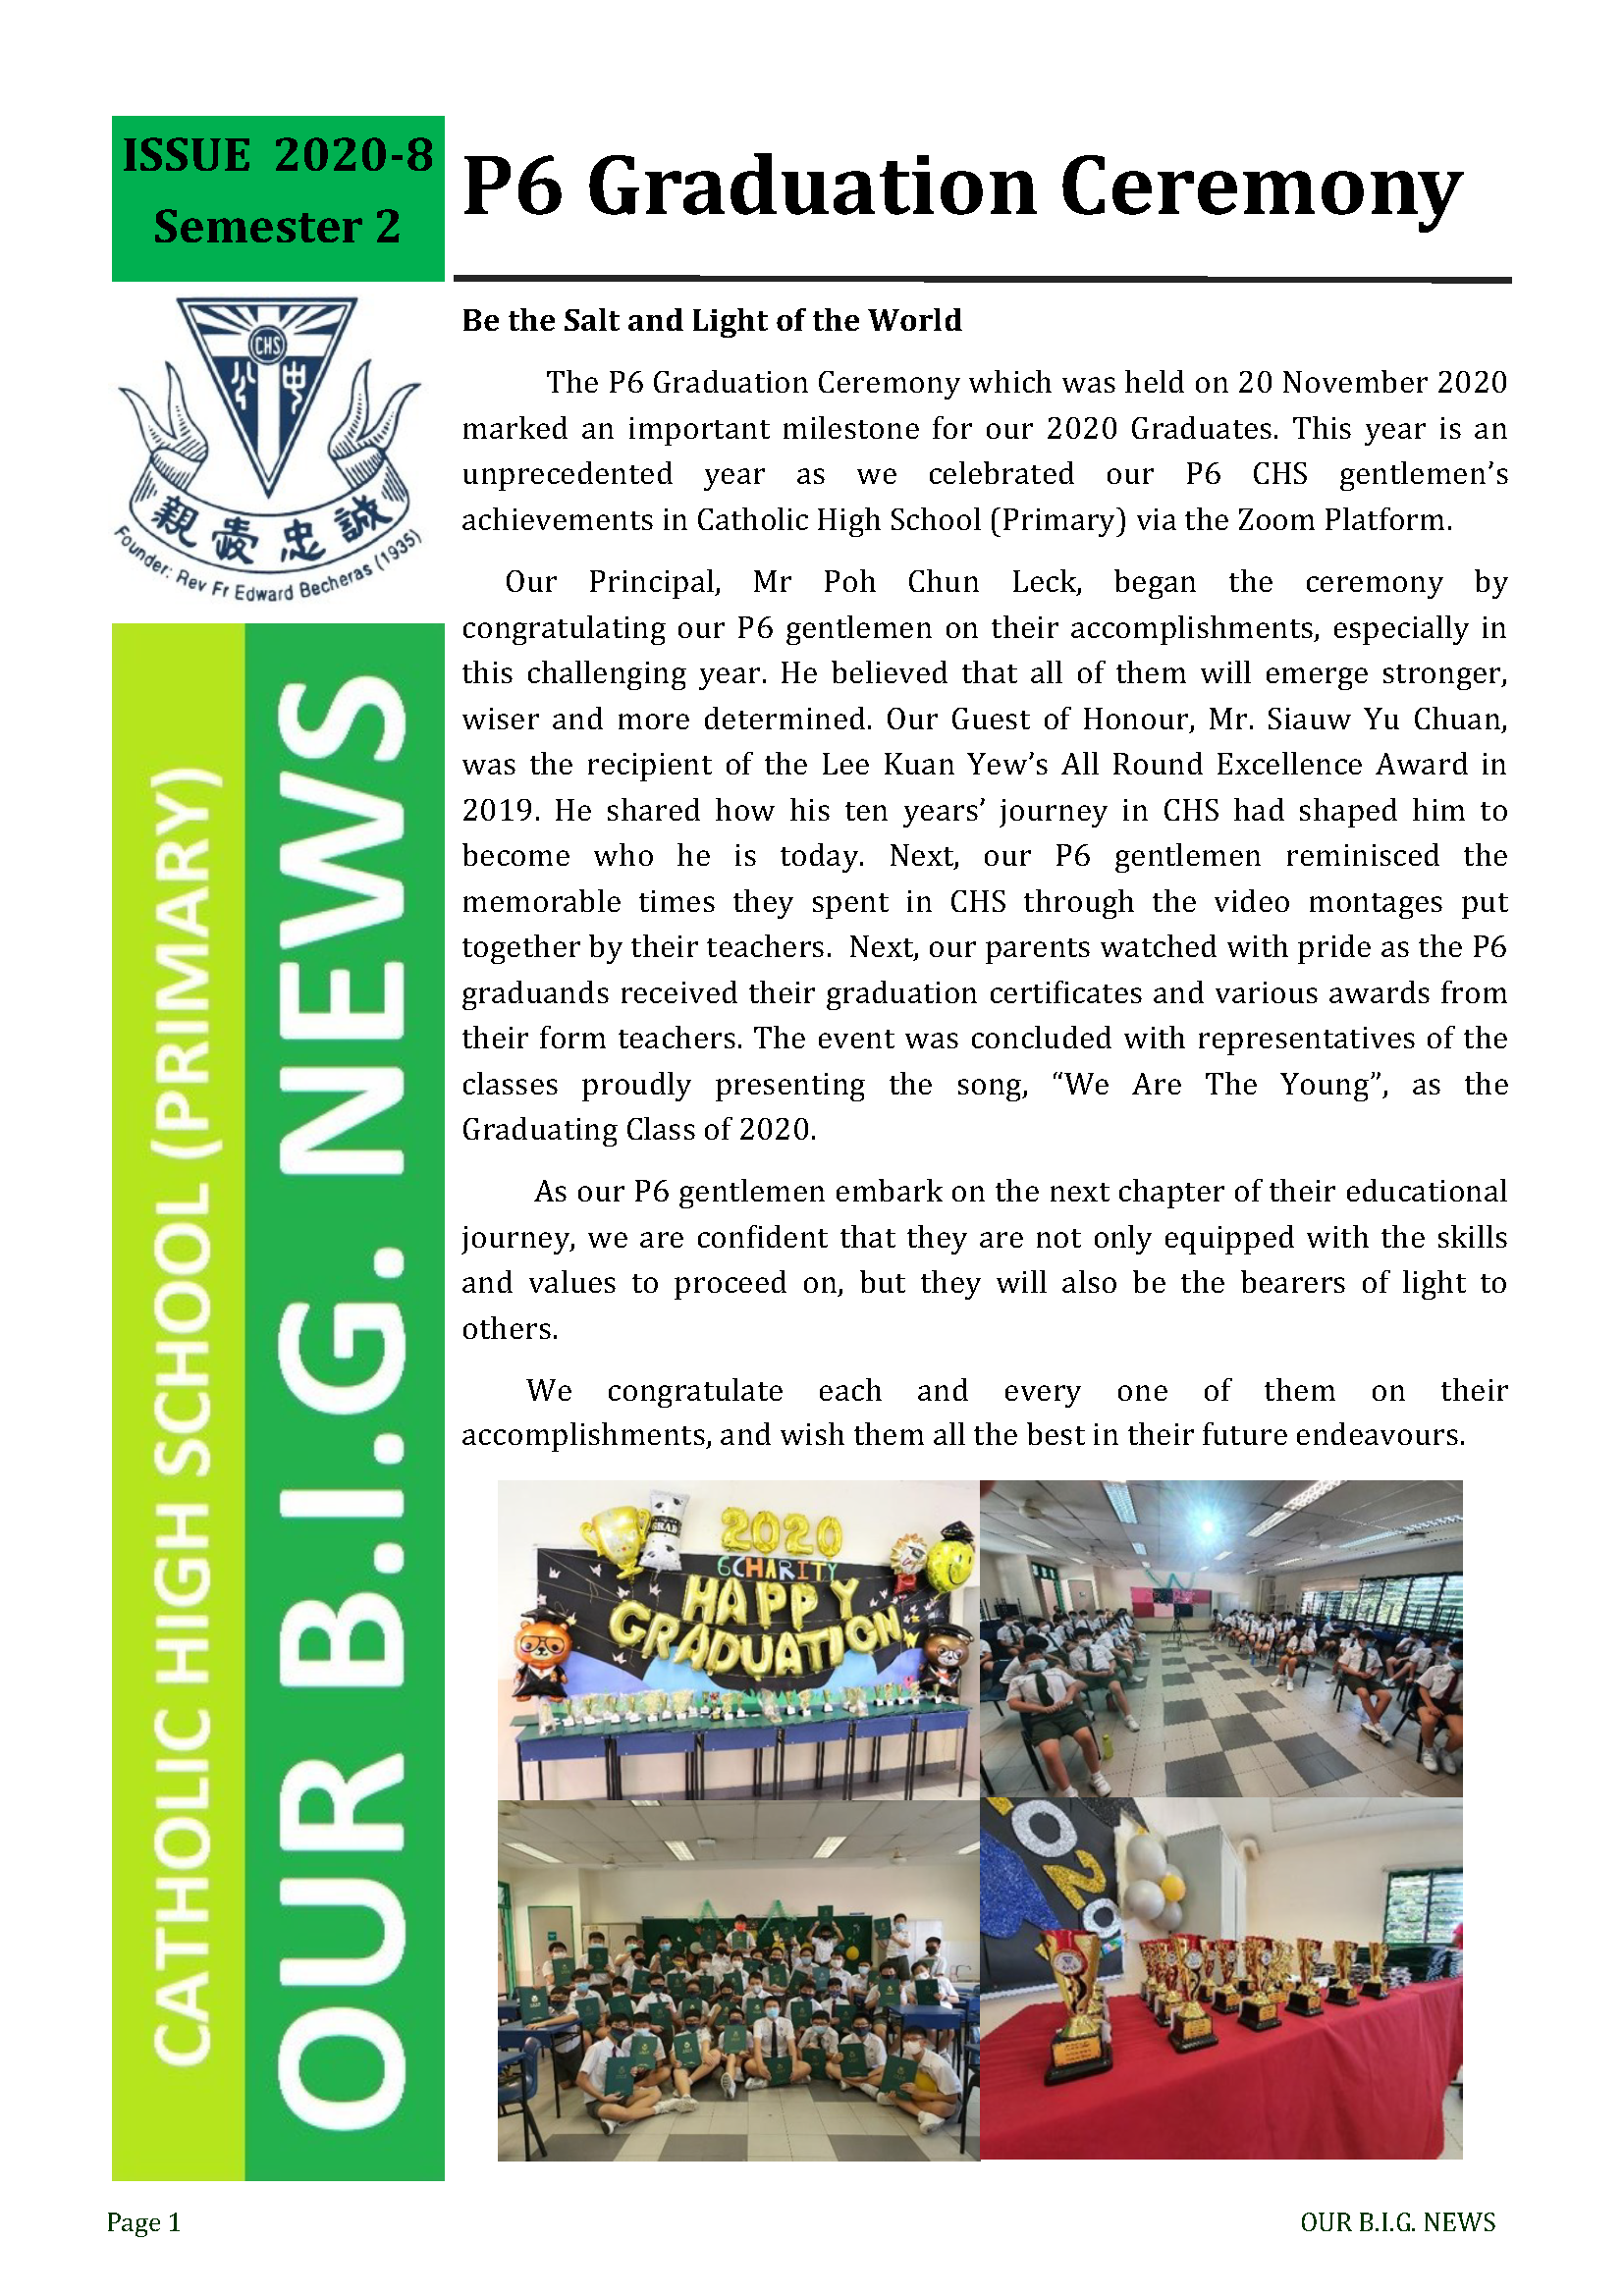 ISSUE 2020-8
Semester 2
P6 Graduation Ceremony
CHS
公中
親愛忠誠
Founder: Rev Fr Edward Becheras (1935)
CATHOLIC HIGH SCHOOL (PRIMARY)
OUR B.I.G. NEWS
Be the Salt and Light of the World
The P6 Graduation Ceremony which was held on 20 November 2020
marked an important milestone for our 2020 Graduates. This year is an
unprecedented year as we celebrated our P6 CHS gentlemen’s
achievements in Catholic High School (Primary) via the Zoom Platform.
Our Principal, Mr Poh Chun Leck, began the ceremony by
congratulating our P6 gentlemen on their accomplishments, especially in
this challenging year. He believed that all of them will emerge stronger,
wiser and more determined. Our Guest of Honour, Mr. Siauw Yu Chuan,
was the recipient of the Lee Kuan Yew’s All Round Excellence Award in
2019. He shared how his ten years’ journey in CHS had shaped him to
become who he is today. Next, our P6 gentlemen reminisced the
memorable times they spent in CHS through the video montages put
together by their teachers. Next, our parents watched with pride as the P6
graduands received their graduation certificates and various awards from
their form teachers. The event was concluded with representatives of the
classes proudly presenting the song, “We Are The Young”, as the
Graduating Class of 2020.
As our P6 gentlemen embark on the next chapter of their educational
journey, we are confident that they are not only equipped with the skills
and values to proceed on, but they will also be the bearers of light to
others.
We congratulate each and every one of them on their
accomplishments, and wish them all the best in their future endeavours.
2020
6CHARITY
HAPPY
GRADUATION
2020
Page 1
OUR B.I.G. NEWS